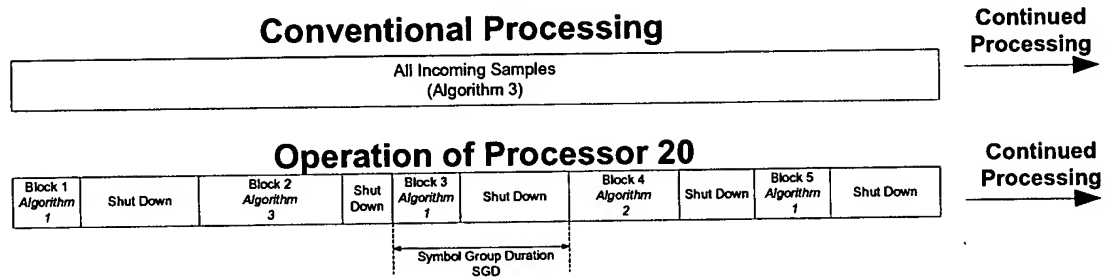 Conventional Processing
Continued
Processing
All Incoming Samples
(Algorithm 3)
Operation of Processor 20
Continued
Processing
Block 1
Algorithm
1
Shut Down
Block 2
Algorithm
3
Shut
Down
Block 3
Algorithm
1
Shut Down
Block 4
Algorithm
2
Shut Down
Block 5
Algorithm
1
Shut Down
Symbol Group Duration
SGD